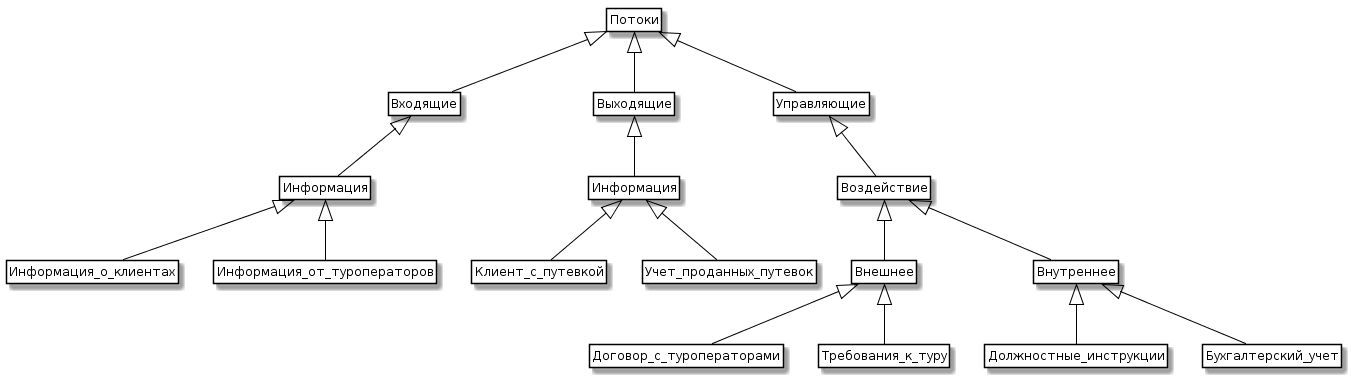 Потоки
Входящие
Выходящие
Управляющие
Информация
Информация
Воздействие
Информация_о_клиентах
Информация_от_туроператоров
Клиент_с_путевкой
Учет_проданных_путевок
Внешнее
Внутреннее
Договор_с_туроператорами
Требования_к_туру
Должностные_инструкции
Бухгалтерский_учет